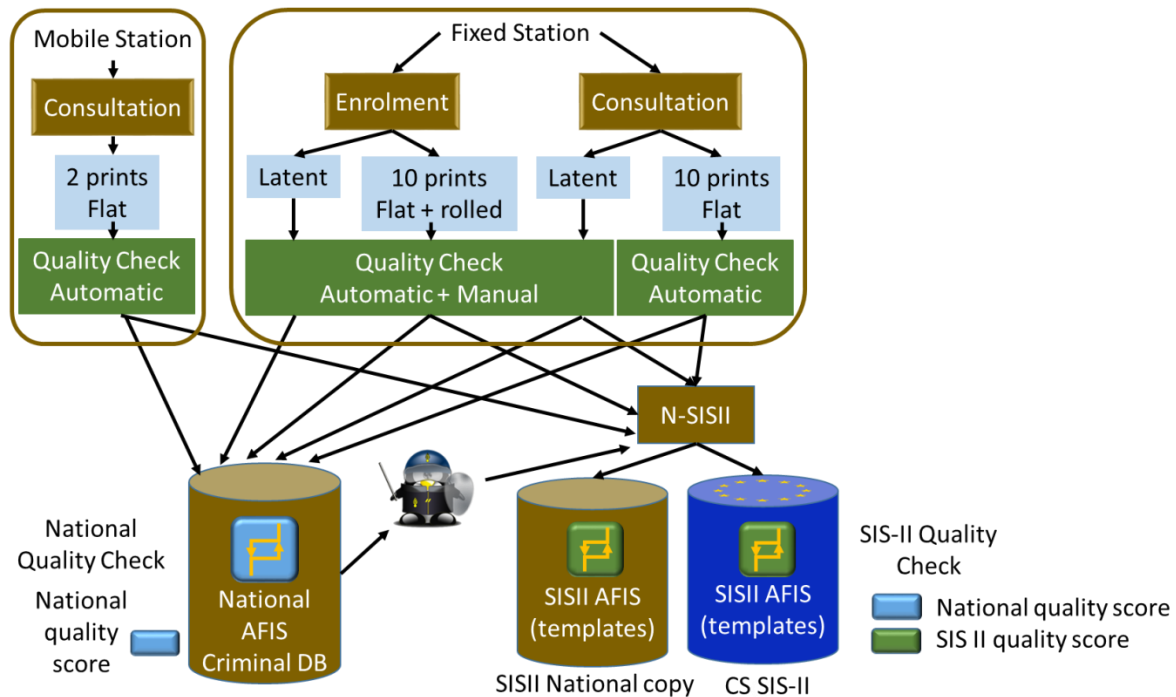 Mobile Station
Consultation
2 prints
Flat
Quality Check
Automatic
Fixed Station
Enrolment
Consultation
Latent
10 prints
Flat + rolled
Latent
10 prints
Flat
Quality Check
Automatic + Manual
Quality Check
Automatic
N-SISII
National
Quality Check
National
quality
score
National
AFIS
Criminal DB
SISII AFIS
(templates)
SISII National copy
SISII AFIS
(templates)
CS SIS-II
SIS-II Quality
Check
National quality score
SIS II quality score